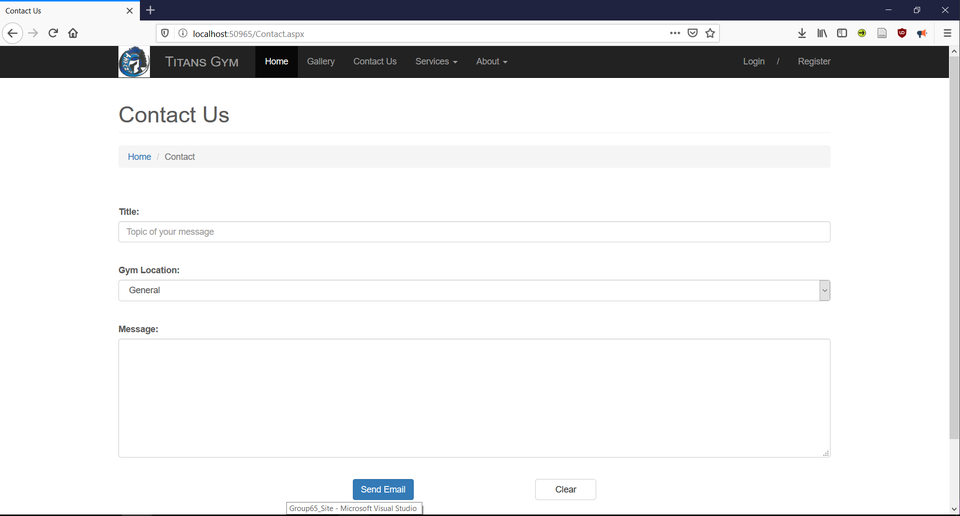 Contact Us
localhost:50965/Contact.aspx
TITANS GYM Home Gallery Contact Us Services About Login / Register
Contact Us
Home / Contact
Title:
Topic of your message
Gym Location:
General
Message:
Send Email Clear
Group65_Site - Microsoft Visual Studio